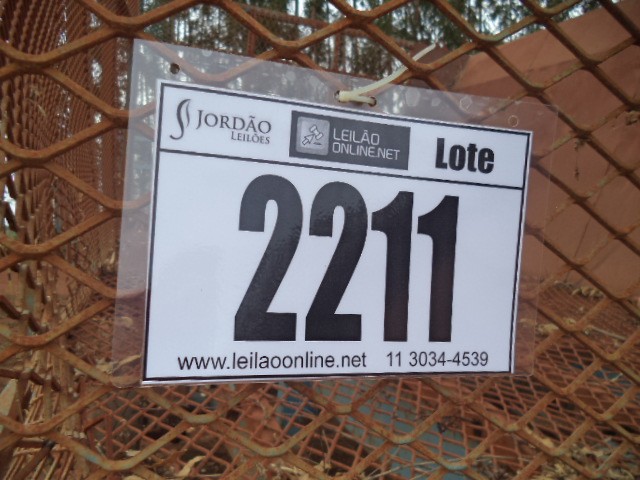 JORDÃO
LEILÕES
LEILÃO
ONLINE.NET
Lote
2211
www.leilaoonline.net 11 3034-4539